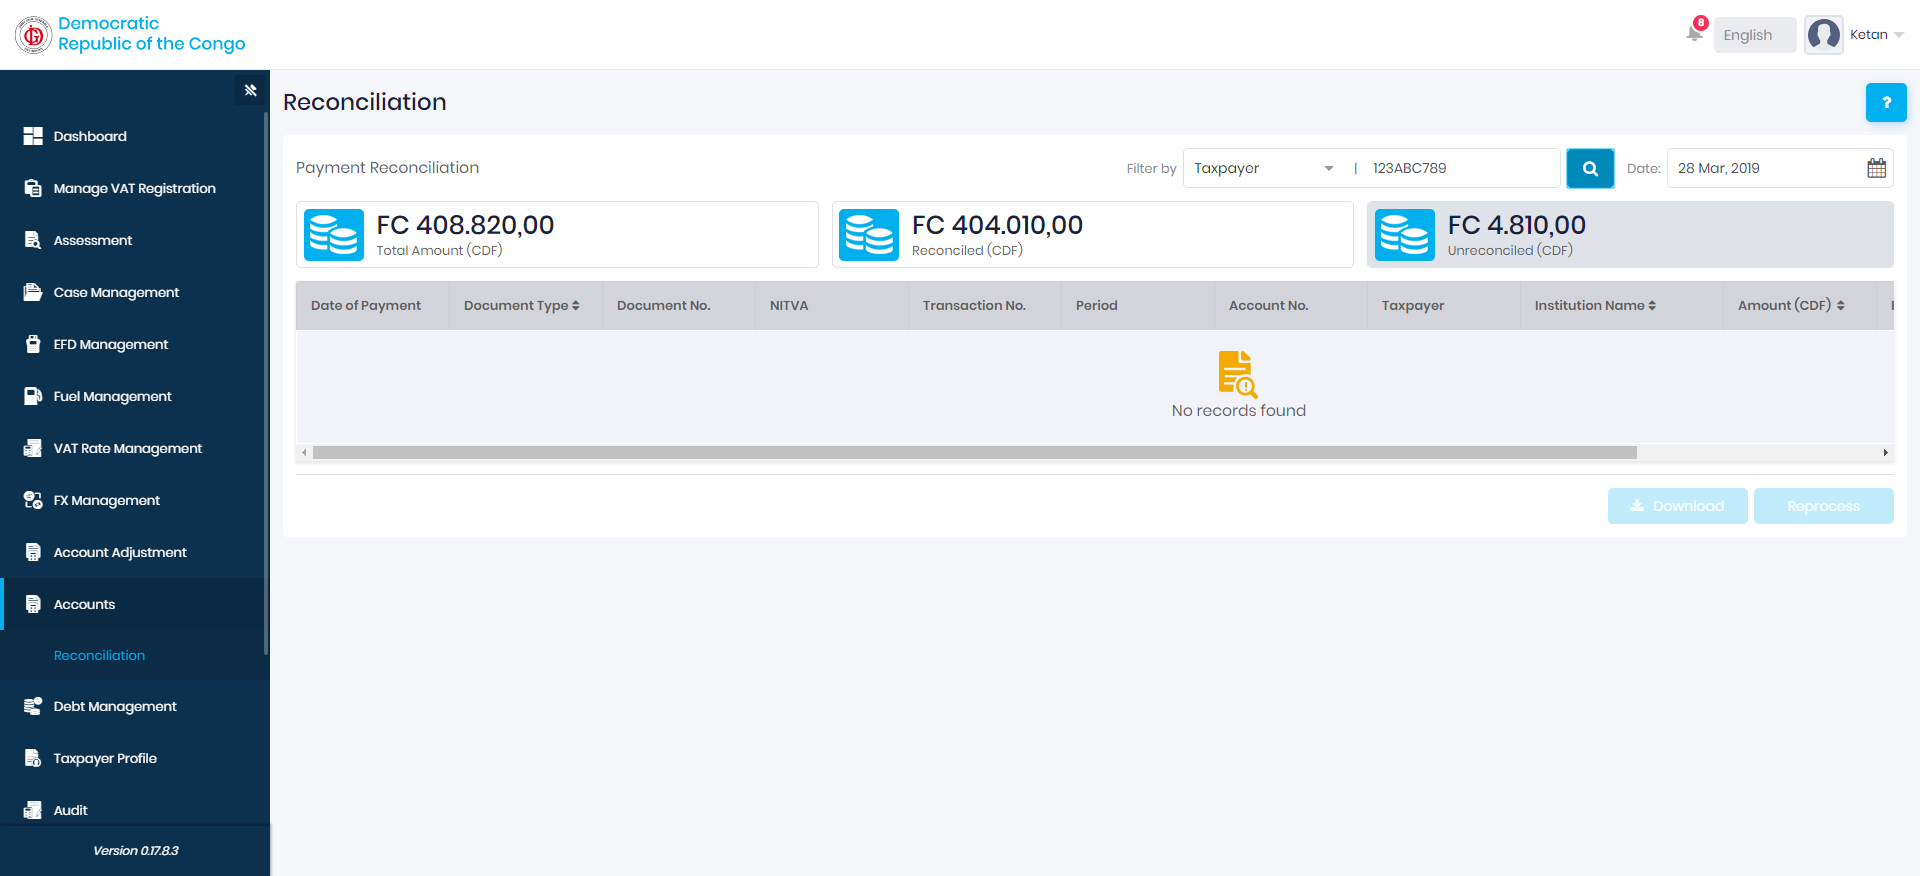 Democratic
Republic of the Congo
8
English
Ketan
Dashboard
Manage VAT Registration
Assessment
Case Management
EFD Management
Fuel Management
VAT Rate Management
FX Management
Account Adjustment
Accounts
Reconciliation
Debt Management
Taxpayer Profile
Audit
Version 0.17.8.3
Reconciliation
?
Payment Reconciliation
Filter by Taxpayer | 123ABC789 Date: 28 Mar, 2019
FC 408.820,00
Total Amount (CDF)
FC 404.010,00
Reconciled (CDF)
FC 4.810,00
Unreconciled (CDF)
Date of Payment Document Type Document No. NITVA Transaction No. Period Account No. Taxpayer Institution Name Amount (CDF)
No records found
Download Reprocess